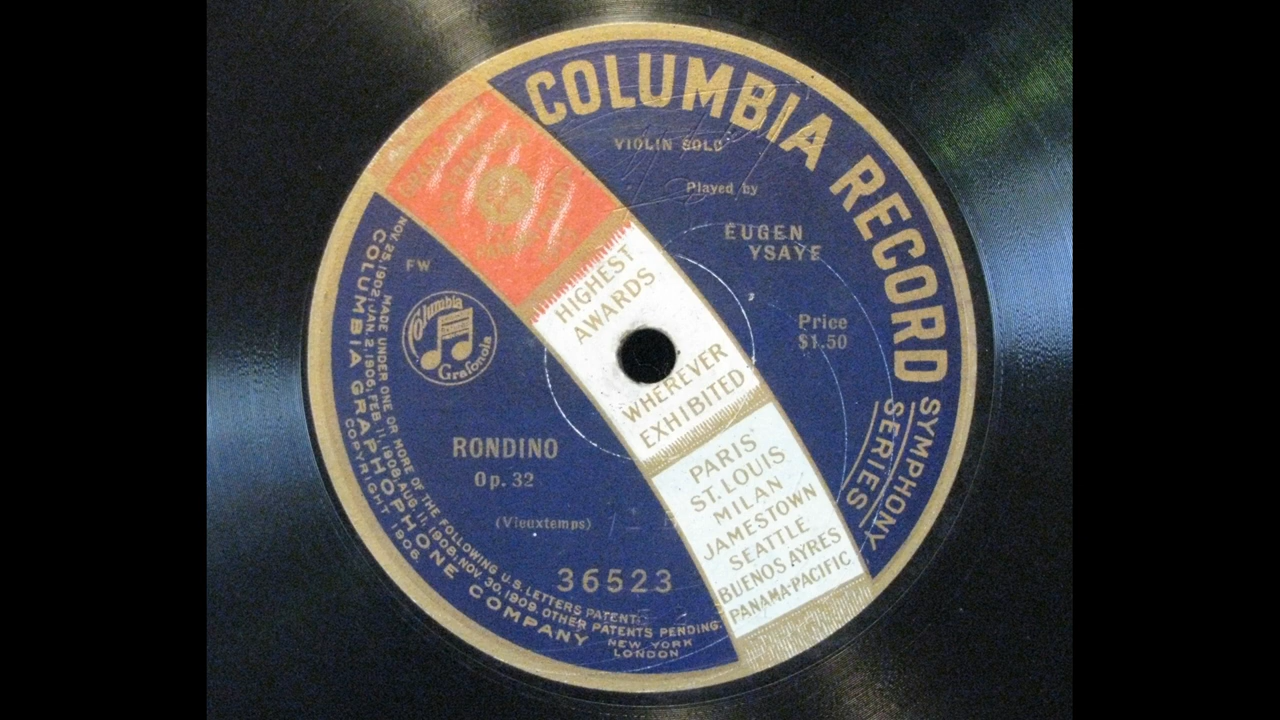 COLUMBIA RECORD
SYMPHONY
SERIES
VIOLIN SOLO
Played by
EUGEN
YSAYE
Price
$1.50
HIGHEST
AWARDS
WHEREVER
EXHIBITED
PARIS
ST. LOUIS
MILAN
JAMESTOWN
SEATTLE
BUENOS AYRES
PANAMA-PACIFIC
FW
Columbia
Grafonola
RONDINO
Op. 32
(Vieuxtemps)
36523
MADE UNDER ONE OR MORE OF THE FOLLOWING U.S. LETTERS PATENT:
NOV. 25, 1902, JAN. 2, 1906, FEB. 11, 1908, AUG. 11, 1908, NOV. 30, 1909. OTHER PATENTS PENDING.
COLUMBIA GRAPHOPHONE COMPANY
NEW YORK
LONDON
COPYRIGHT 1906.